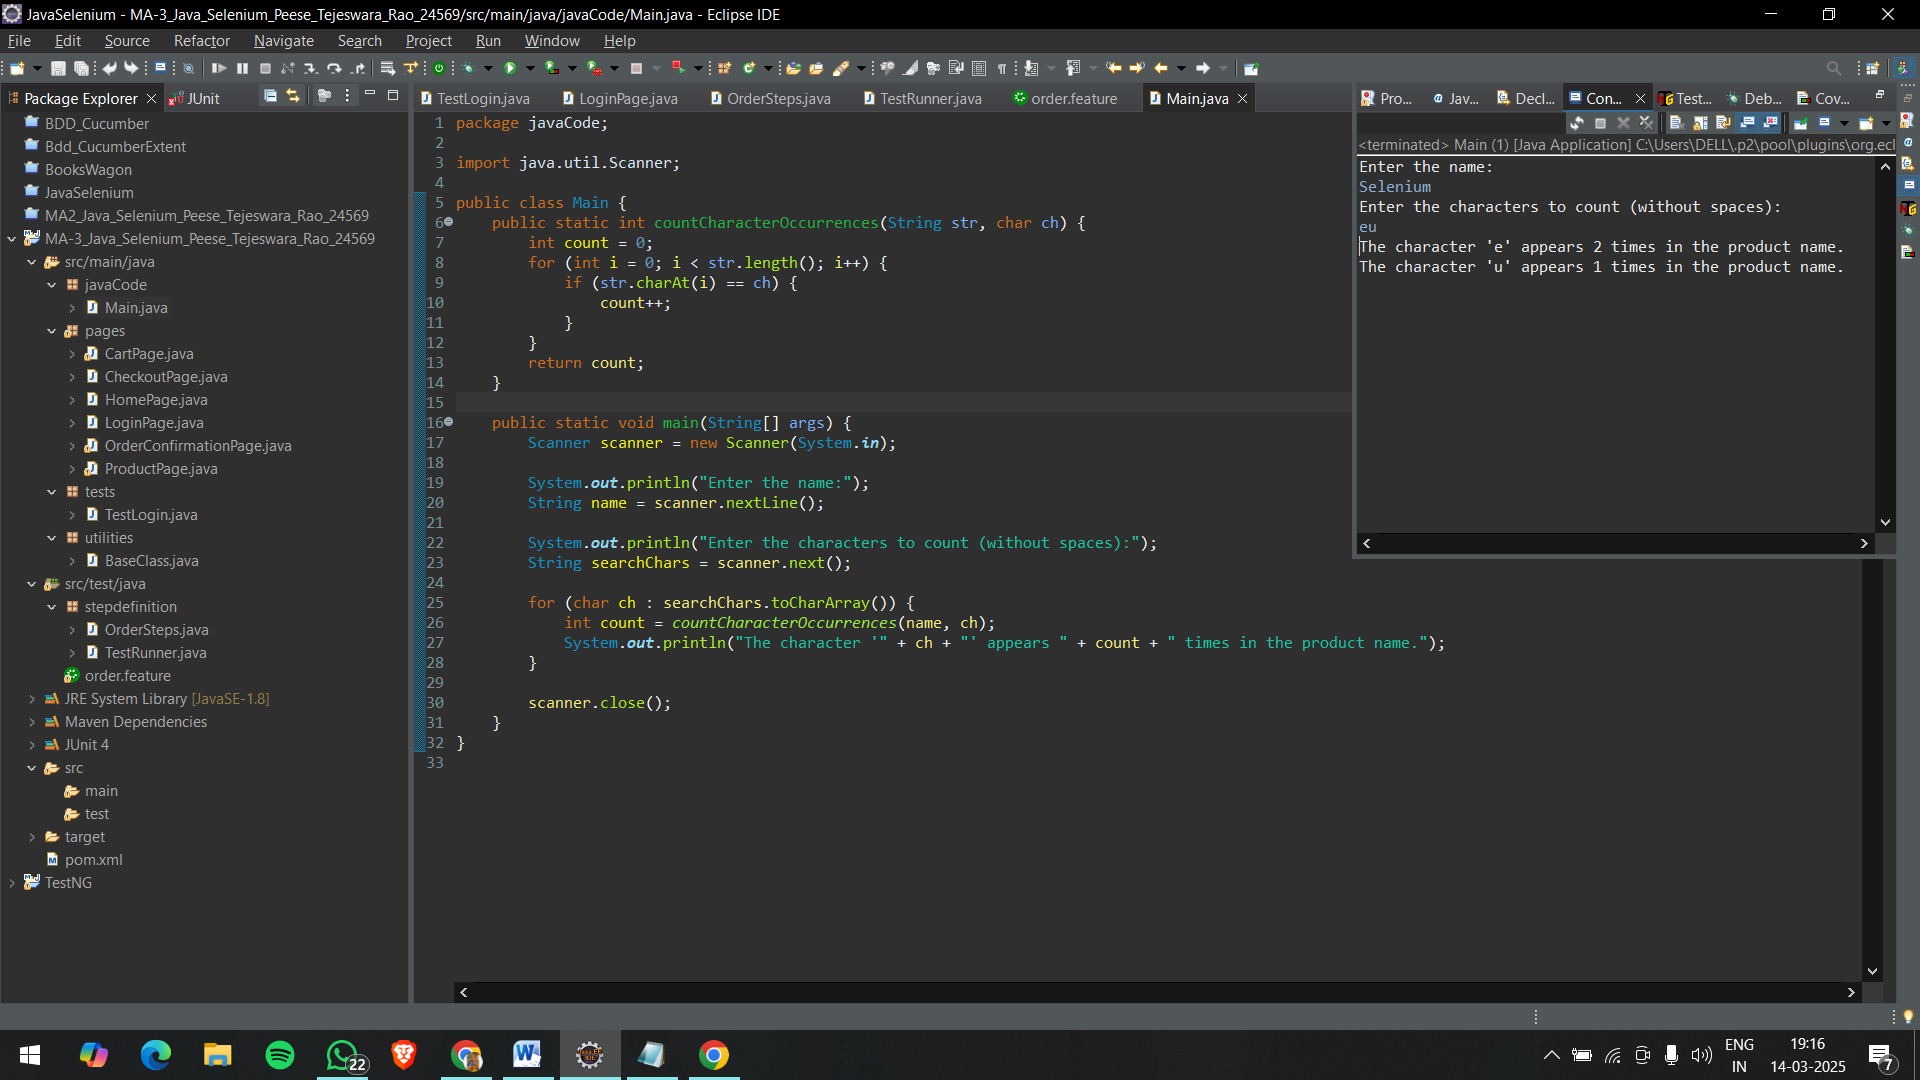 JavaSelenium - MA-3_Java_Selenium_Peese_Tejeswara_Rao_24569/src/main/java/javaCode/Main.java - Eclipse IDE
File Edit Source Refactor Navigate Search Project Run Window Help
Package Explorer
JUnit
BDD_Cucumber
Bdd_CucumberExtent
BooksWagon
JavaSelenium
MA2_Java_Selenium_Peese_Tejeswara_Rao_24569
MA-3_Java_Selenium_Peese_Tejeswara_Rao_24569
src/main/java
javaCode
Main.java
pages
CartPage.java
CheckoutPage.java
HomePage.java
LoginPage.java
OrderConfirmationPage.java
ProductPage.java
tests
TestLogin.java
utilities
BaseClass.java
src/test/java
stepdefinition
OrderSteps.java
TestRunner.java
order.feature
JRE System Library [JavaSE-1.8]
Maven Dependencies
JUnit 4
src
main
test
target
pom.xml
TestNG
TestLogin.java LoginPage.java OrderSteps.java TestRunner.java order.feature Main.java
1 package javaCode;
2
3 import java.util.Scanner;
4
5 public class Main {
6 public static int countCharacterOccurrences(String str, char ch) {
7 int count = 0;
8 for (int i = 0; i < str.length(); i++) {
9 if (str.charAt(i) == ch) {
10 count++;
11 }
12 }
13 return count;
14 }
15
16 public static void main(String[] args) {
17 Scanner scanner = new Scanner(System.in);
18
19 System.out.println("Enter the name:");
20 String name = scanner.nextLine();
21
22 System.out.println("Enter the characters to count (without spaces):");
23 String searchChars = scanner.next();
24
25 for (char ch : searchChars.toCharArray()) {
26 int count = countCharacterOccurrences(name, ch);
27 System.out.println("The character '" + ch + "' appears " + count + " times in the product name.");
28 }
29
30 scanner.close();
31 }
32 }
33
Pro... Jav... Decl... Con... Test... Deb... Cov...
<terminated> Main (1) [Java Application] C:\Users\DELL\.p2\pool\plugins\org.ecl
Enter the name:
Selenium
Enter the characters to count (without spaces):
eu
The character 'e' appears 2 times in the product name.
The character 'u' appears 1 times in the product name.
22
ENG
IN
19:16
14-03-2025
7